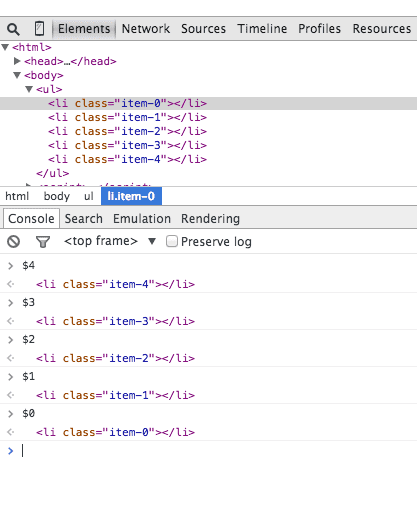 Elements Network Sources Timeline Profiles Resources
▼<html>
▶<head>…</head>
▼<body>
▼<ul>
<li class="item-0"></li>
<li class="item-1"></li>
<li class="item-2"></li>
<li class="item-3"></li>
<li class="item-4"></li>
</ul>
html body ul li.item-0
Console Search Emulation Rendering
<top frame> ▼ Preserve log
> $4
<li class="item-4"></li>
> $3
<li class="item-3"></li>
> $2
<li class="item-2"></li>
> $1
<li class="item-1"></li>
> $0
<li class="item-0"></li>
>